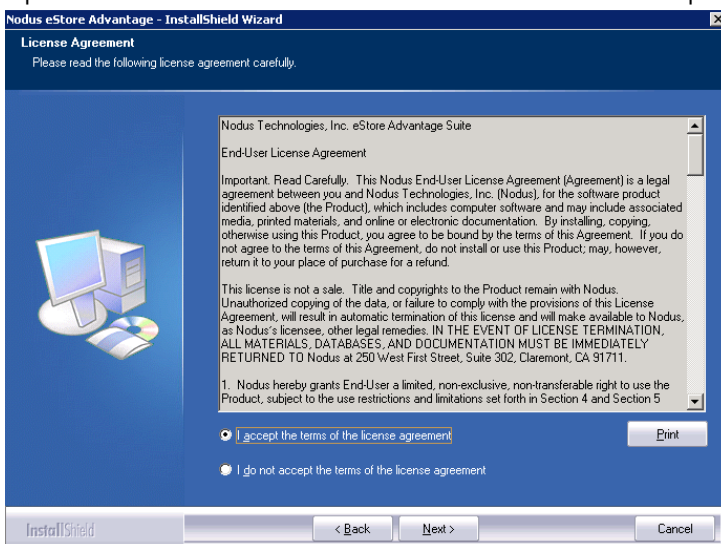 Nodus eStore Advantage - InstallShield Wizard
License Agreement
Please read the following license agreement carefully.
Nodus Technologies, Inc. eStore Advantage Suite
End-User License Agreement
Important. Read Carefully.  This Nodus End-User License Agreement (Agreement) is a legal
agreement between you and Nodus Technologies, Inc. (Nodus), for the software product
identified above (the Product), which includes computer software and may include associated
media, printed materials, and online or electronic documentation.  By installing, copying,
otherwise using this Product, you agree to be bound by the terms of this Agreement.  If you do
not agree to the terms of this Agreement, do not install or use this Product; may, however,
return it to your place of purchase for a refund.
This license is not a sale.  Title and copyrights to the Product remain with Nodus.
Unauthorized copying of the data, or failure to comply with the provisions of this License
Agreement, will result in automatic termination of this license and will make available to Nodus,
as Nodus's licensee, other legal remedies. IN THE EVENT OF LICENSE TERMINATION,
ALL MATERIALS, DATABASES, AND DOCUMENTATION MUST BE IMMEDIATELY
RETURNED TO Nodus at 250 West First Street, Suite 302, Claremont, CA 91711.
1.  Nodus hereby grants End-User a limited, non-exclusive, non-transferable right to use the
Product, subject to the use restrictions and limitations set forth in Section 4 and Section 5
I accept the terms of the license agreement
Print
I do not accept the terms of the license agreement
InstallShield
< Back
Next >
Cancel